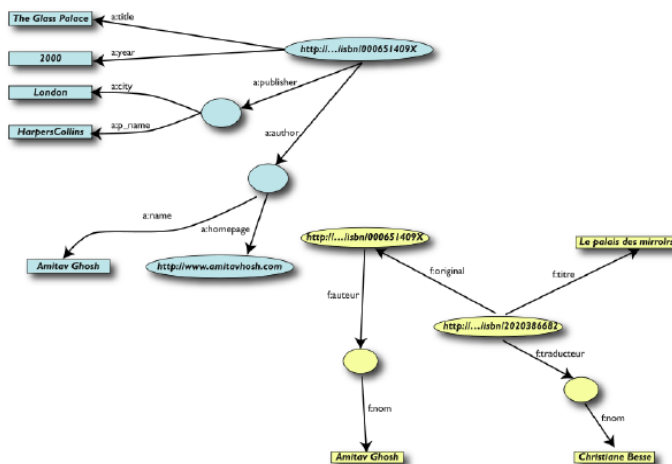 The Glass Palace
a:title
http://...isbn/000651409X
2000
a:year
London
a:city
a:publisher
HarpersCollins
a:p_name
a:author
a:name
a:homepage
Amitav Ghosh
http://www.amitavhosh.com
http://...isbn/000651409X
Le palais des mirroirs
f:original
f:titre
f:auteur
http://...isbn/2020386682
f:traducteur
f:nom
f:nom
Amitav Ghosh
Christiane Besse